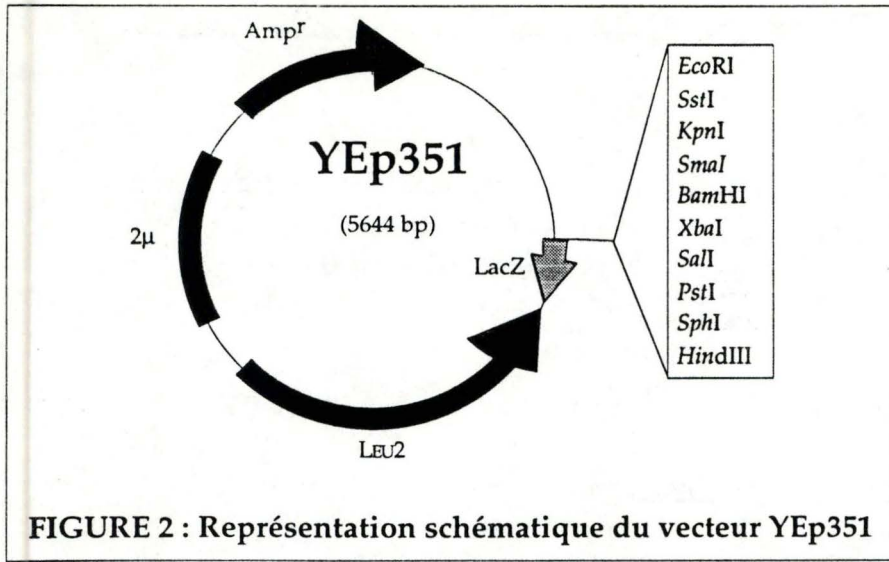 Ampʳ
YEp351
(5644 bp)
2µ
LacZ
LEU2
EcoRI
SstI
KpnI
SmaI
BamHI
XbaI
SalI
PstI
SphI
HindIII
FIGURE 2 : Représentation schématique du vecteur YEp351